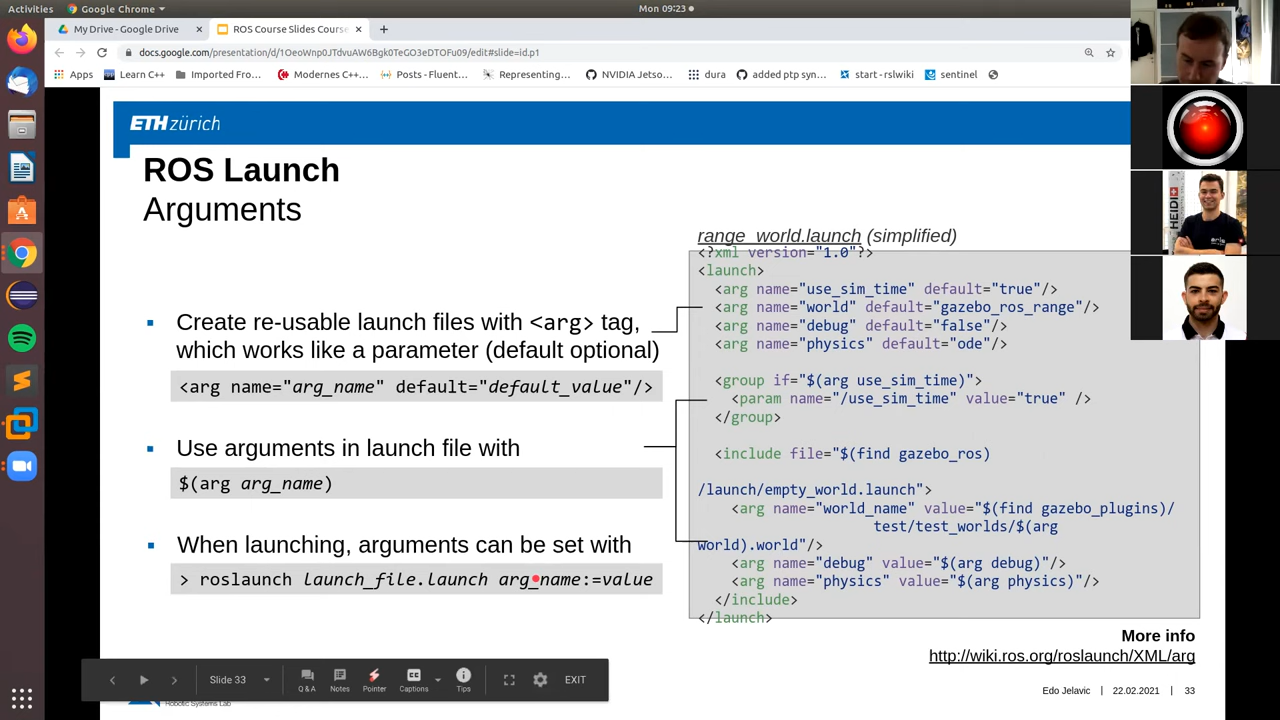 Activities
Google Chrome
Mon 09:23
My Drive - Google Drive
ROS Course Slides Course
docs.google.com/presentation/d/1OeoWnp0JTdvuAW6Bgk0TeGO3eDTOFu09/edit#slide=id.p1
Apps
Learn C++
Imported Fro…
Modernes C++…
Posts - Fluent…
Representing…
NVIDIA Jetso…
dura
added ptp syn…
start - rslwiki
sentinel
ETH zürich
ROS Launch
Arguments
range_world.launch (simplified)
<?xml version="1.0"?>
<launch>
<arg name="use_sim_time" default="true"/>
<arg name="world" default="gazebo_ros_range"/>
<arg name="debug" default="false"/>
<arg name="physics" default="ode"/>
<group if="$(arg use_sim_time)">
<param name="/use_sim_time" value="true" />
</group>
<include file="$(find gazebo_ros)
/launch/empty_world.launch">
<arg name="world_name" value="$(find gazebo_plugins)/
test/test_worlds/$(arg
world).world"/>
<arg name="debug" value="$(arg debug)"/>
<arg name="physics" value="$(arg physics)"/>
</include>
</launch>
Create re-usable launch files with <arg> tag,
which works like a parameter (default optional)
<arg name="arg_name" default="default_value"/>
Use arguments in launch file with
$(arg arg_name)
When launching, arguments can be set with
> roslaunch launch_file.launch arg_name:=value
More info
http://wiki.ros.org/roslaunch/XML/arg
Edo Jelavic | 22.02.2021 | 33
Slide 33
Q & A
Notes
Pointer
Captions
Tips
EXIT
Robotic Systems Lab
HEIDI